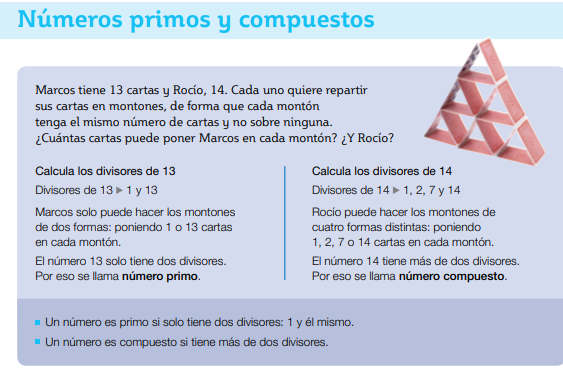 Números primos y compuestos
Marcos tiene 13 cartas y Rocío, 14. Cada uno quiere repartir
sus cartas en montones, de forma que cada montón
tenga el mismo número de cartas y no sobre ninguna.
¿Cuántas cartas puede poner Marcos en cada montón? ¿Y Rocío?
Calcula los divisores de 13
Divisores de 13 ▶ 1 y 13
Marcos solo puede hacer los montones
de dos formas: poniendo 1 o 13 cartas
en cada montón.
El número 13 solo tiene dos divisores.
Por eso se llama número primo.
Calcula los divisores de 14
Divisores de 14 ▶ 1, 2, 7 y 14
Rocío puede hacer los montones de
cuatro formas distintas: poniendo
1, 2, 7 o 14 cartas en cada montón.
El número 14 tiene más de dos divisores.
Por eso se llama número compuesto.
■ Un número es primo si solo tiene dos divisores: 1 y él mismo.
■ Un número es compuesto si tiene más de dos divisores.